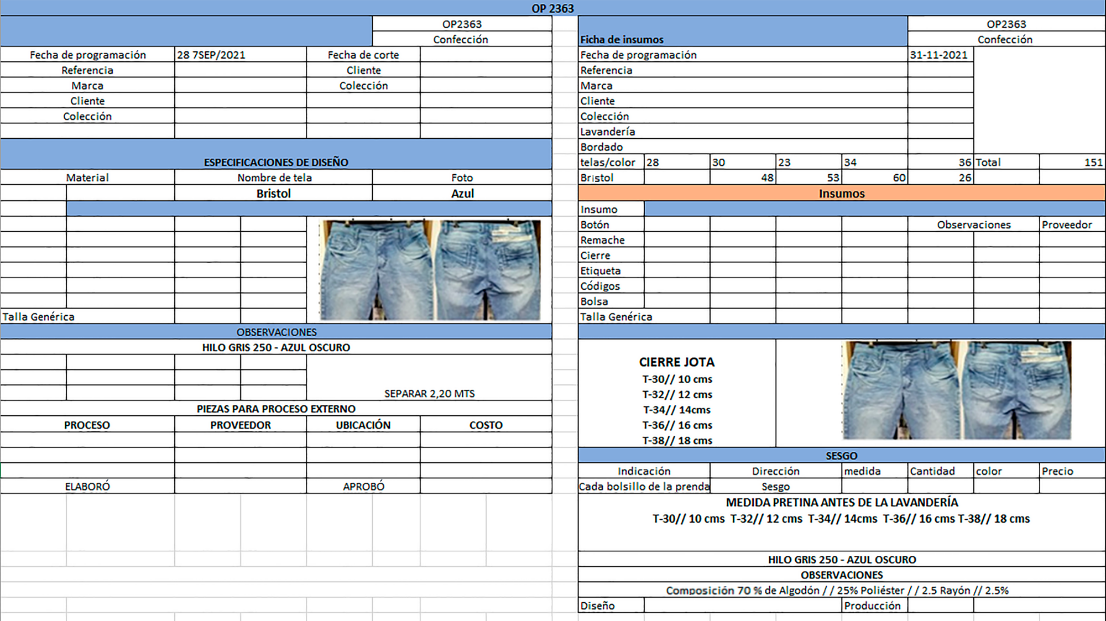 OP 2363
OP2363
Confección
Fecha de programación 28 7SEP/2021 Fecha de corte
Referencia Cliente
Marca Colección
Cliente
Colección
ESPECIFICACIONES DE DISEÑO
Material Nombre de tela Foto
Bristol Azul
Talla Genérica
OBSERVACIONES
HILO GRIS 250 - AZUL OSCURO
SEPARAR 2,20 MTS
PIEZAS PARA PROCESO EXTERNO
PROCESO PROVEEDOR UBICACIÓN COSTO
ELABORÓ APROBÓ
OP2363
Ficha de insumos Confección
Fecha de programación 31-11-2021
Referencia
Marca
Cliente
Colección
Lavandería
Bordado
telas/color 28 30 23 34 36 Total 151
Bristol 48 53 60 26
Insumos
Insumo
Botón Observaciones Proveedor
Remache
Cierre
Etiqueta
Códigos
Bolsa
Talla Genérica
CIERRE JOTA
T-30// 10 cms
T-32// 12 cms
T-34// 14cms
T-36// 16 cms
T-38// 18 cms
SESGO
Indicación Dirección medida Cantidad color Precio
Cada bolsillo de la prenda Sesgo
MEDIDA PRETINA ANTES DE LA LAVANDERÍA
T-30// 10 cms T-32// 12 cms T-34// 14cms T-36// 16 cms T-38// 18 cms
HILO GRIS 250 - AZUL OSCURO
OBSERVACIONES
Composición 70 % de Algodón / / 25% Poliéster / / 2.5 Rayón // 2.5%
Diseño Producción